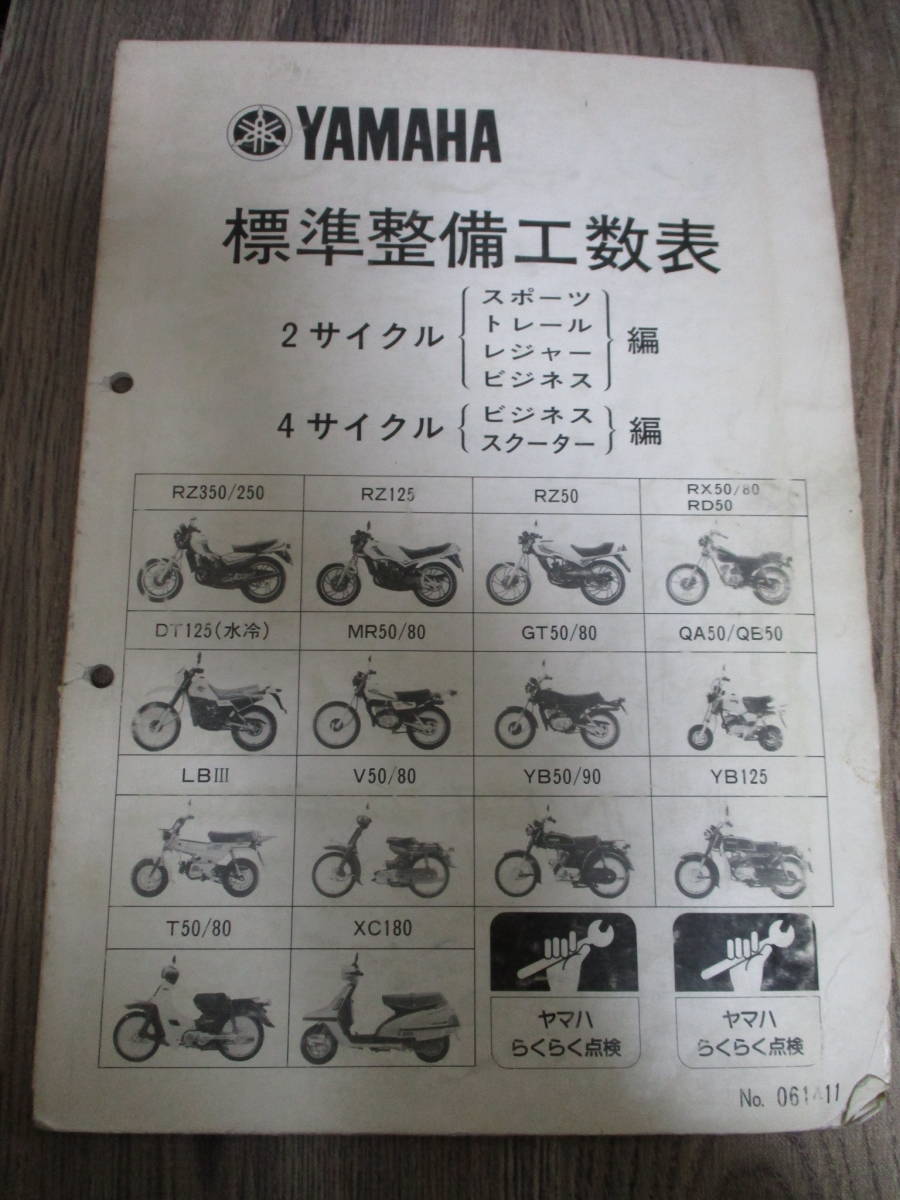 YAMAHA
標準整備工数表
2サイクル
スポーツ
トレール
レジャー
ビジネス
編
4サイクル
ビジネス
スクーター
編
RZ350/250
RZ125
RZ50
RX50/80
RD50
DT125(水冷)
MR50/80
GT50/80
QA50/QB50
LBⅢ
V50/80
YB50/90
YB125
T50/80
XC180
ヤマハ
らくらく点検
ヤマハ
らくらく点検
No.